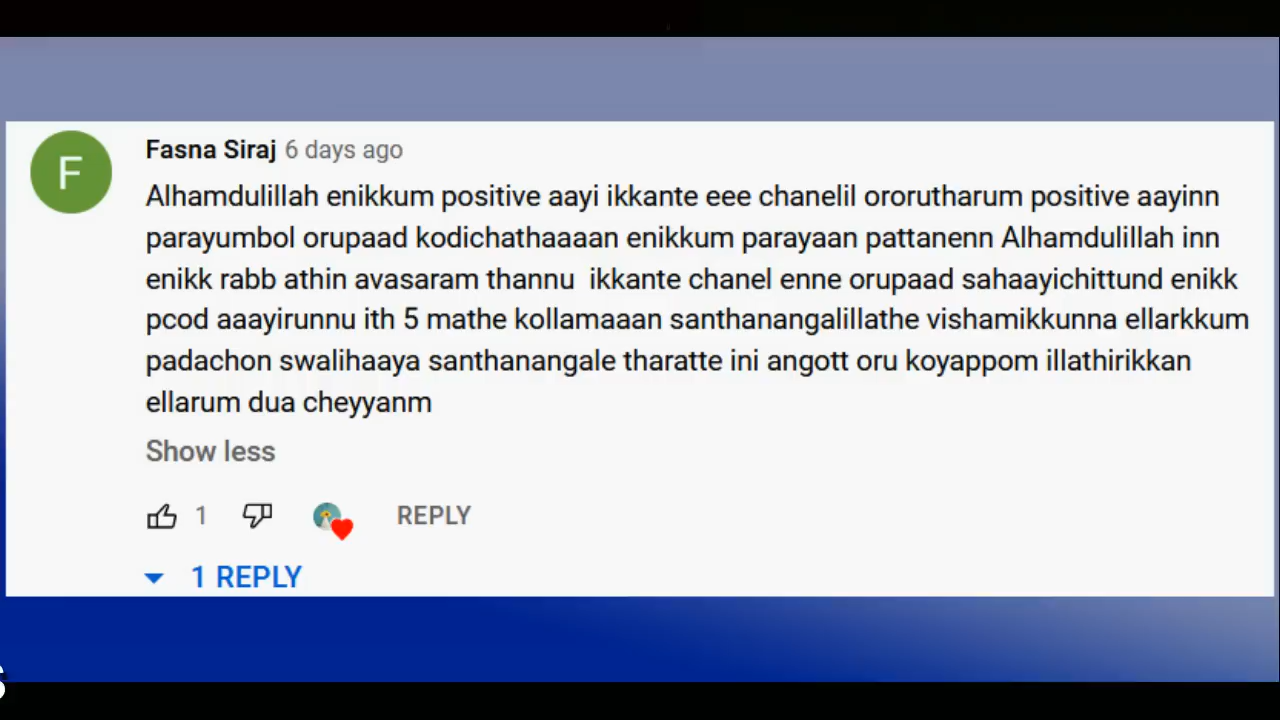 Fasna Siraj 6 days ago
F
Alhamdulillah enikkum positive aayi ikkante eee chanelil ororutharum positive aayinn
parayumbol orupaad kodichathaaaan enikkum parayaan pattanenn Alhamdulillah inn
enikk rabb athin avasaram thannu ikkante chanel enne orupaad sahaayichittund enikk
pcod aaayirunnu ith 5 mathe kollamaaan santhanangalillathe vishamikkunna ellarkkum
padachon swalihaaya santhanangale tharatte ini angott oru koyappom illathirikkan
ellarum dua cheyyanm
Show less
1 REPLY
1 REPLY